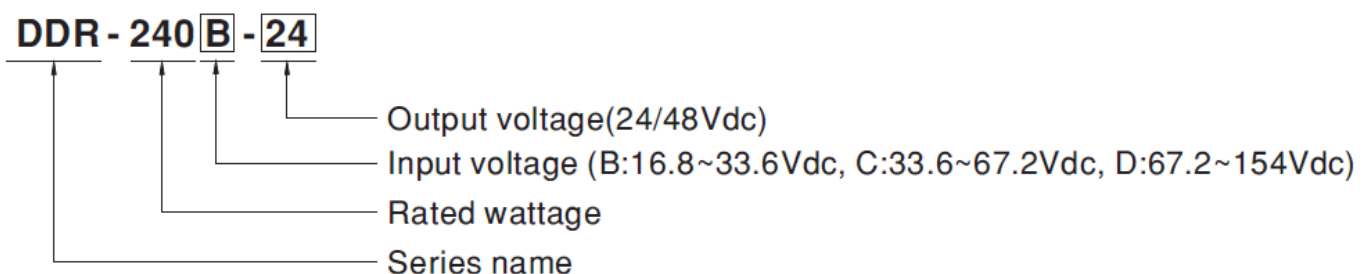 DDR - 240 B - 24
Output voltage(24/48Vdc)
Input voltage (B:16.8~33.6Vdc, C:33.6~67.2Vdc, D:67.2~154Vdc)
Rated wattage
Series name